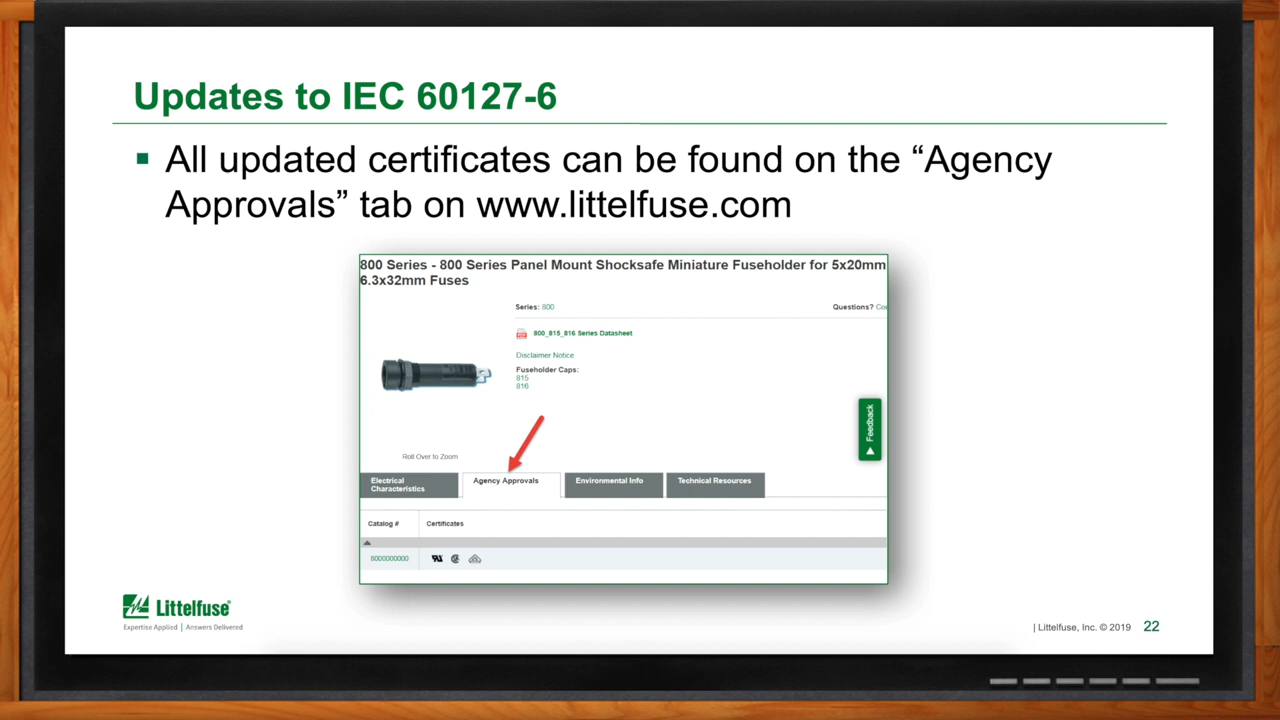 Updates to IEC 60127-6
▪ All updated certificates can be found on the “Agency
Approvals” tab on www.littelfuse.com
800 Series - 800 Series Panel Mount Shocksafe Miniature Fuseholder for 5x20mm
6.3x32mm Fuses
Series: 800
Questions?
800_815_816 Series Datasheet
Disclaimer Notice
Fuseholder Caps:
815
816
Feedback
Roll Over to Zoom
Electrical
Characteristics
Agency Approvals
Environmental Info
Technical Resources
Catalog #
Certificates
8000000000
Littelfuse®
Expertise Applied | Answers Delivered
| Littelfuse, Inc. © 2019 22